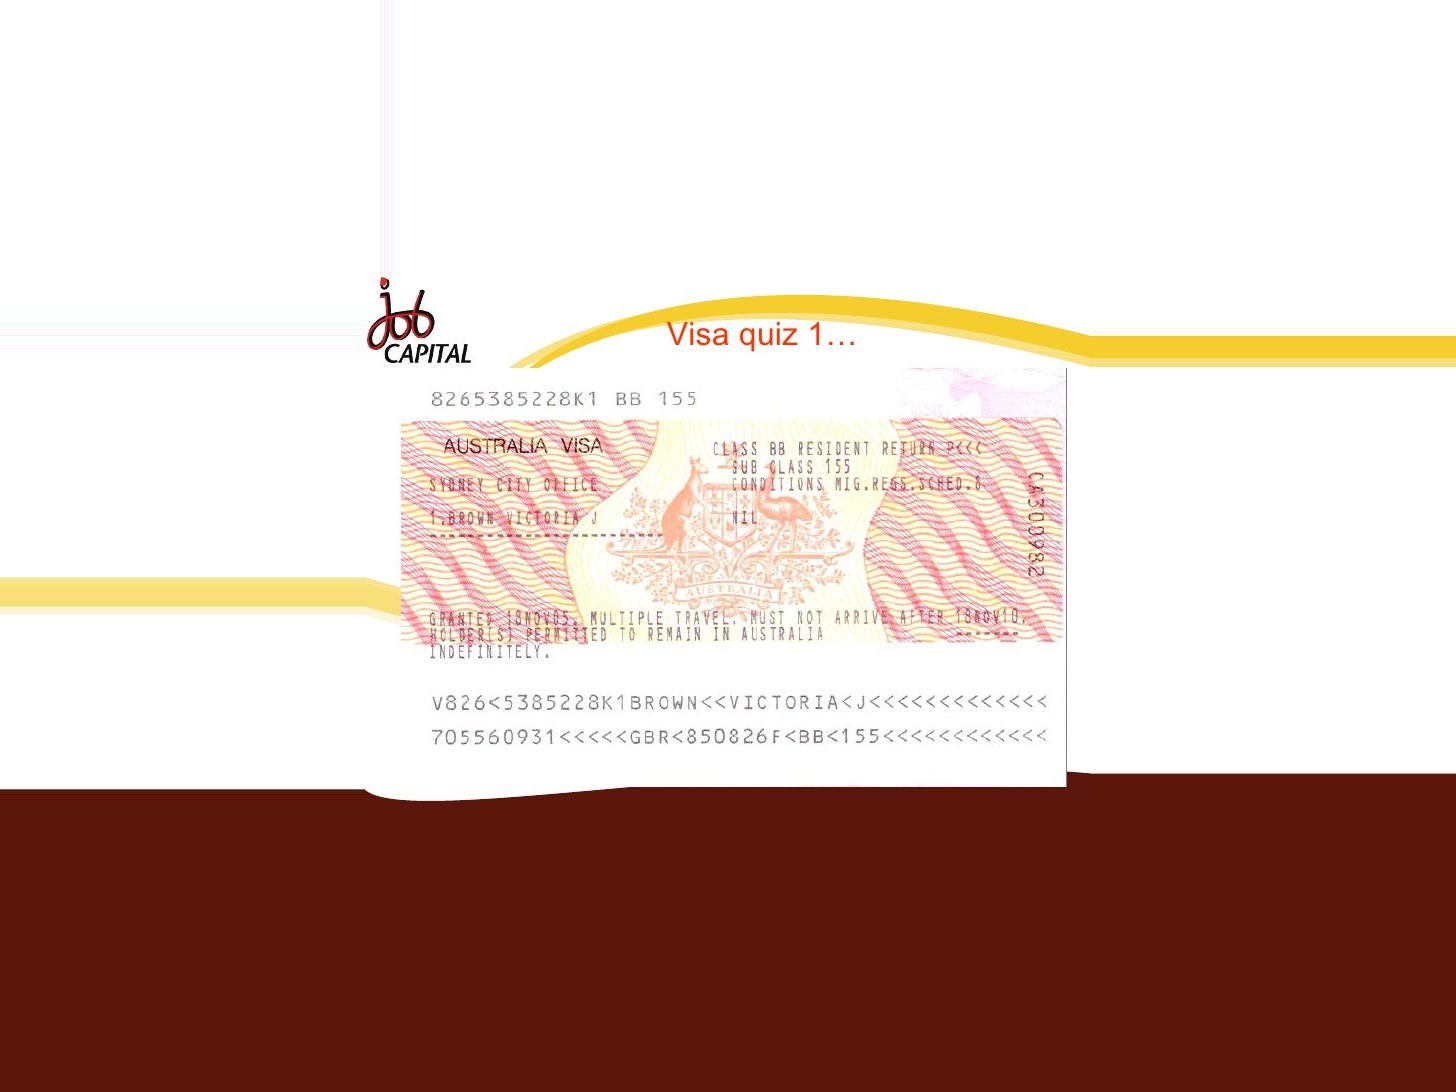 job
CAPITAL
Visa quiz 1…
8265385228K1 BB 155
AUSTRALIA VISA
CLASS BB RESIDENT RETURN P<<<
SUB CLASS 155
SYDNEY CITY OFFICE
CONDITIONS MIG.REGS.SCHED.8
1.BROWN VICTORIA J
NIL
CA300982
AUSTRALIA
GRANTED 18NOV05. MULTIPLE TRAVEL. MUST NOT ARRIVE AFTER 18NOV10.
HOLDER(S) PERMITTED TO REMAIN IN AUSTRALIA
INDEFINITELY.
V826<5385228K1BROWN<<VICTORIA<J<<<<<<<<<<<<<
705560931<<<<<GBR<850826F<BB<155<<<<<<<<<<<<